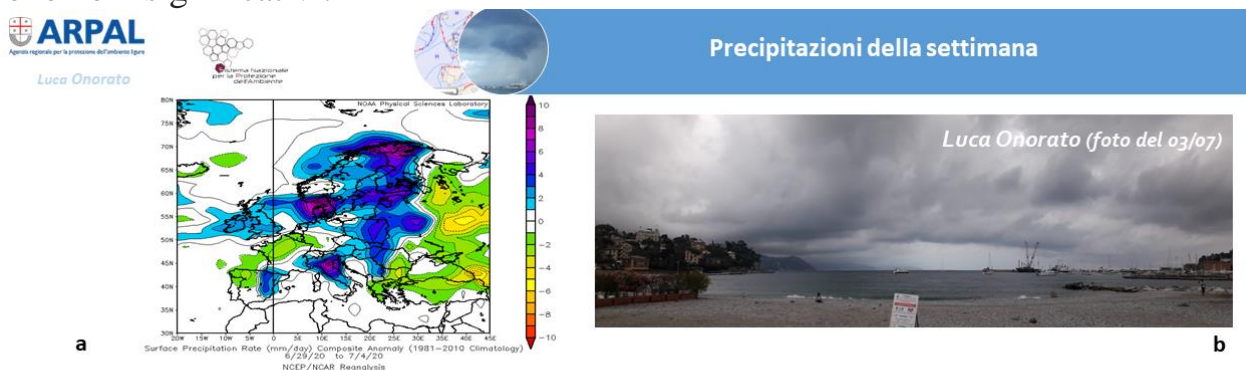 ARPAL
Agenzia regionale per la protezione dell'ambiente ligure
Luca Onorato
Sistema Nazionale
per la Protezione
dell'Ambiente
Precipitazioni della settimana
NOAA Physical Sciences Laboratory
80N
75N
70N
65N
60N
55N
50N
45N
40N
35N
30N
20W 15W 10W 5W 0 5E 10E 15E 20E 25E 30E 35E 40E 45E
10
8
6
4
2
0
-2
-4
-6
-8
-10
a
Surface Precipitation Rate (mm/day) Composite Anomaly (1981-2010 Climatology)
6/29/20 to 7/4/20
NCEP/NCAR Reanalysis
Luca Onorato (foto del 03/07)
b